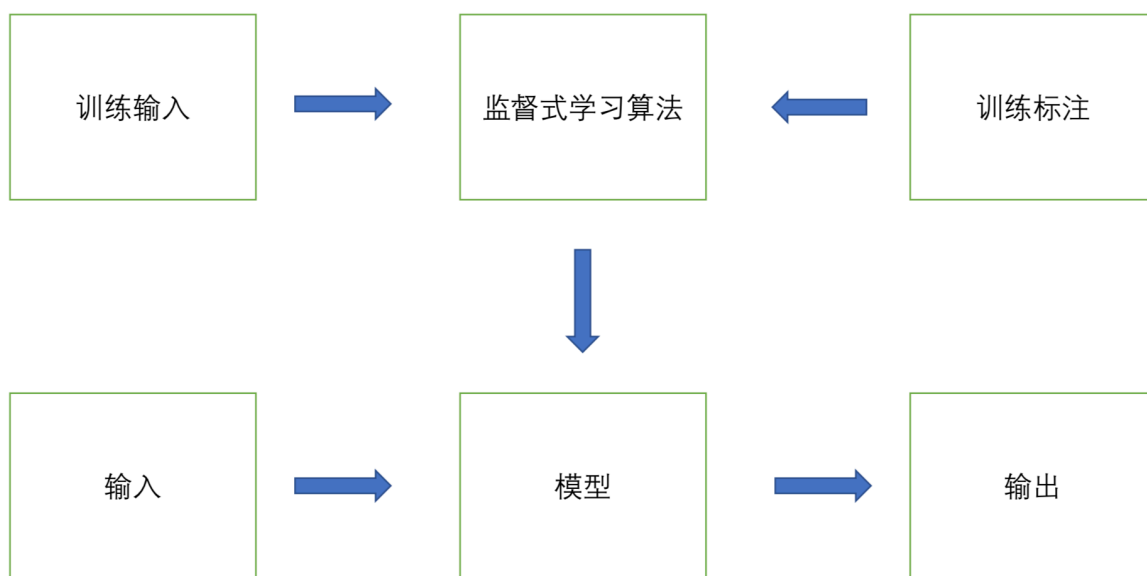 训练输入
监督式学习算法
训练标注
输入
模型
输出